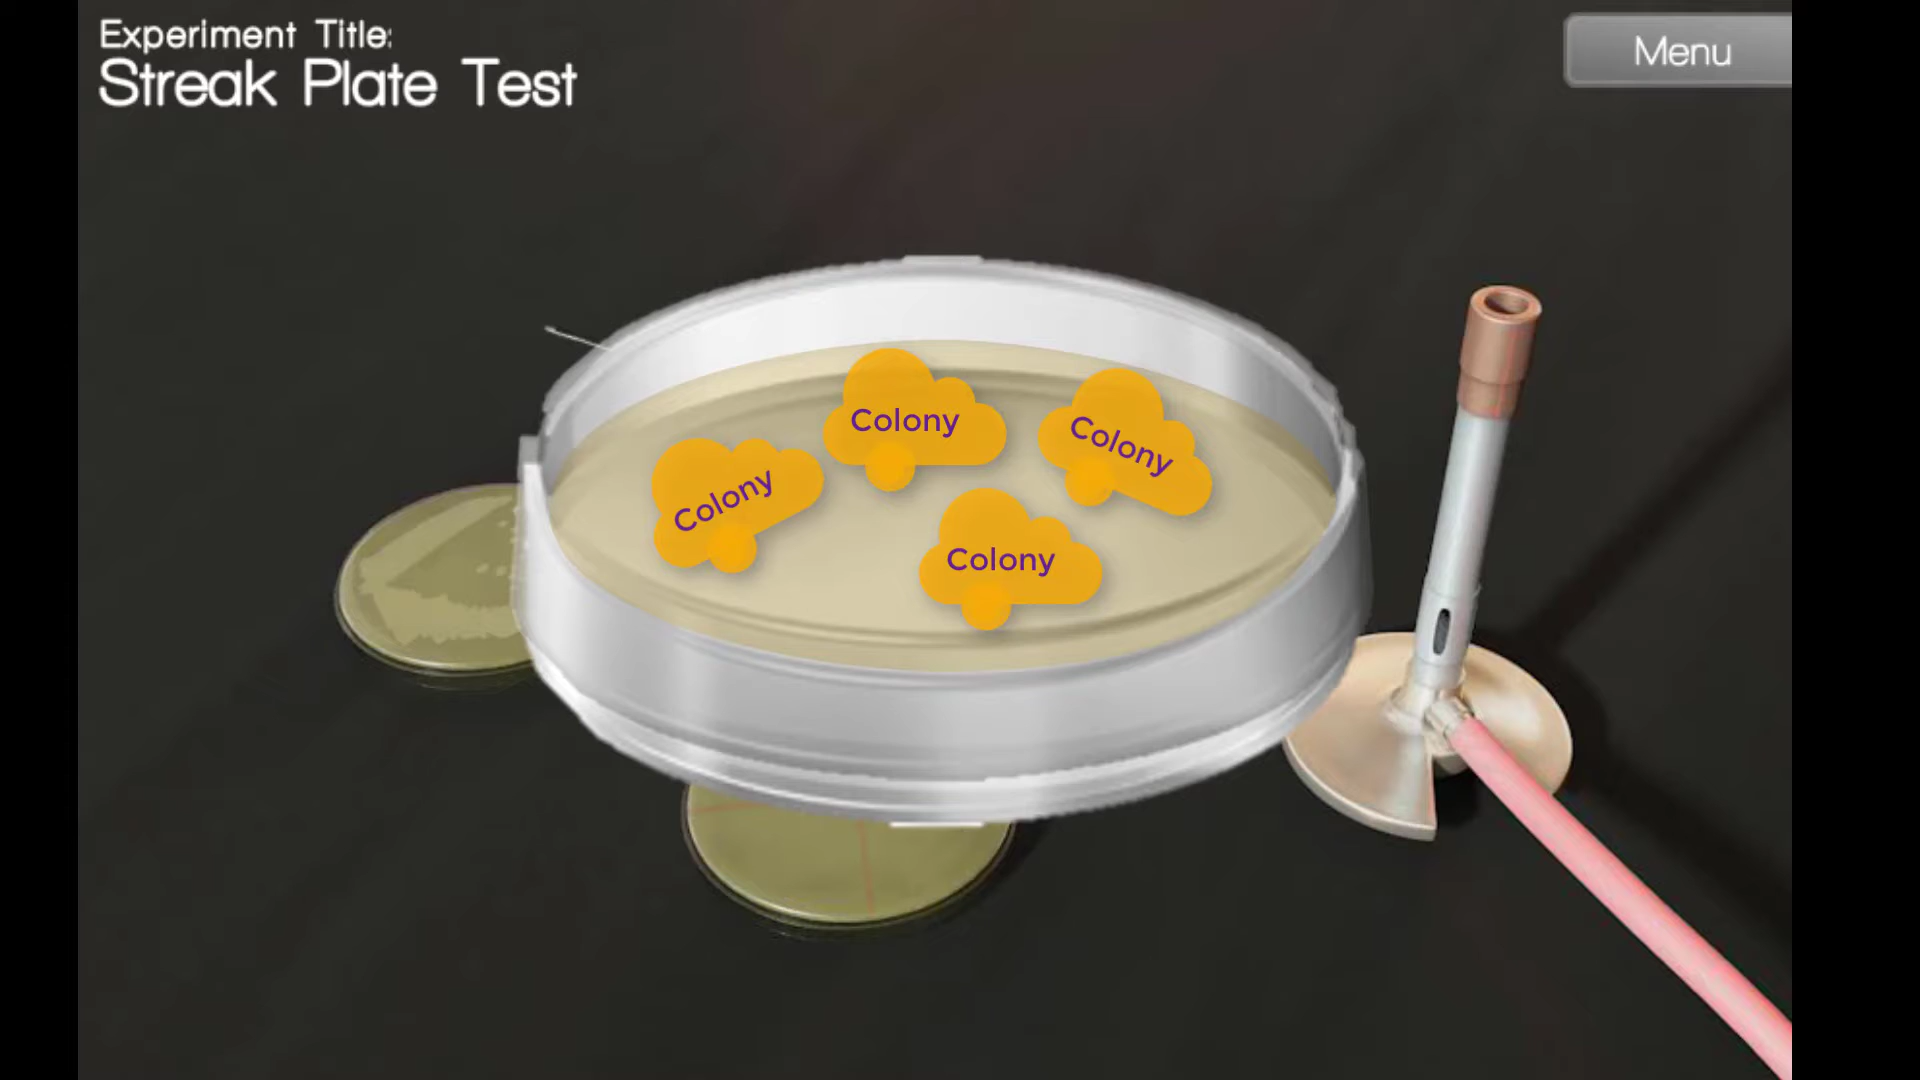 Experiment Title:
Streak Plate Test
Menu
Colony
Colony
Colony
Colony